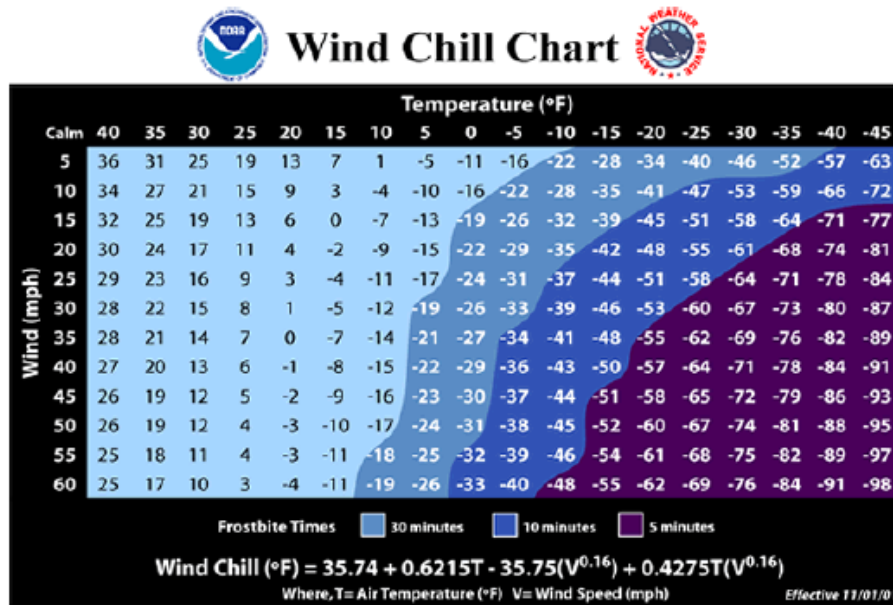 NOAA
Wind Chill Chart
NATIONAL WEATHER SERVICE
Temperature (°F)
Calm 40 35 30 25 20 15 10 5 0 -5 -10 -15 -20 -25 -30 -35 -40 -45
5 36 31 25 19 13 7 1 -5 -11 -16 -22 -28 -34 -40 -46 -52 -57 -63
10 34 27 21 15 9 3 -4 -10 -16 -22 -28 -35 -41 -47 -53 -59 -66 -72
15 32 25 19 13 6 0 -7 -13 -19 -26 -32 -39 -45 -51 -58 -64 -71 -77
20 30 24 17 11 4 -2 -9 -15 -22 -29 -35 -42 -48 -55 -61 -68 -74 -81
25 29 23 16 9 3 -4 -11 -17 -24 -31 -37 -44 -51 -58 -64 -71 -78 -84
30 28 22 15 8 1 -5 -12 -19 -26 -33 -39 -46 -53 -60 -67 -73 -80 -87
35 28 21 14 7 0 -7 -14 -21 -27 -34 -41 -48 -55 -62 -69 -76 -82 -89
40 27 20 13 6 -1 -8 -15 -22 -29 -36 -43 -50 -57 -64 -71 -78 -84 -91
45 26 19 12 5 -2 -9 -16 -23 -30 -37 -44 -51 -58 -65 -72 -79 -86 -93
50 26 19 12 4 -3 -10 -17 -24 -31 -38 -45 -52 -60 -67 -74 -81 -88 -95
55 25 18 11 4 -3 -11 -18 -25 -32 -39 -46 -54 -61 -68 -75 -82 -89 -97
60 25 17 10 3 -4 -11 -19 -26 -33 -40 -48 -55 -62 -69 -76 -84 -91 -98
Wind (mph)
Frostbite Times 30 minutes 10 minutes 5 minutes
Wind Chill (°F) = 35.74 + 0.6215T - 35.75(V0.16) + 0.4275T(V0.16)
Where, T= Air Temperature (°F) V= Wind Speed (mph) Effective 11/01/0